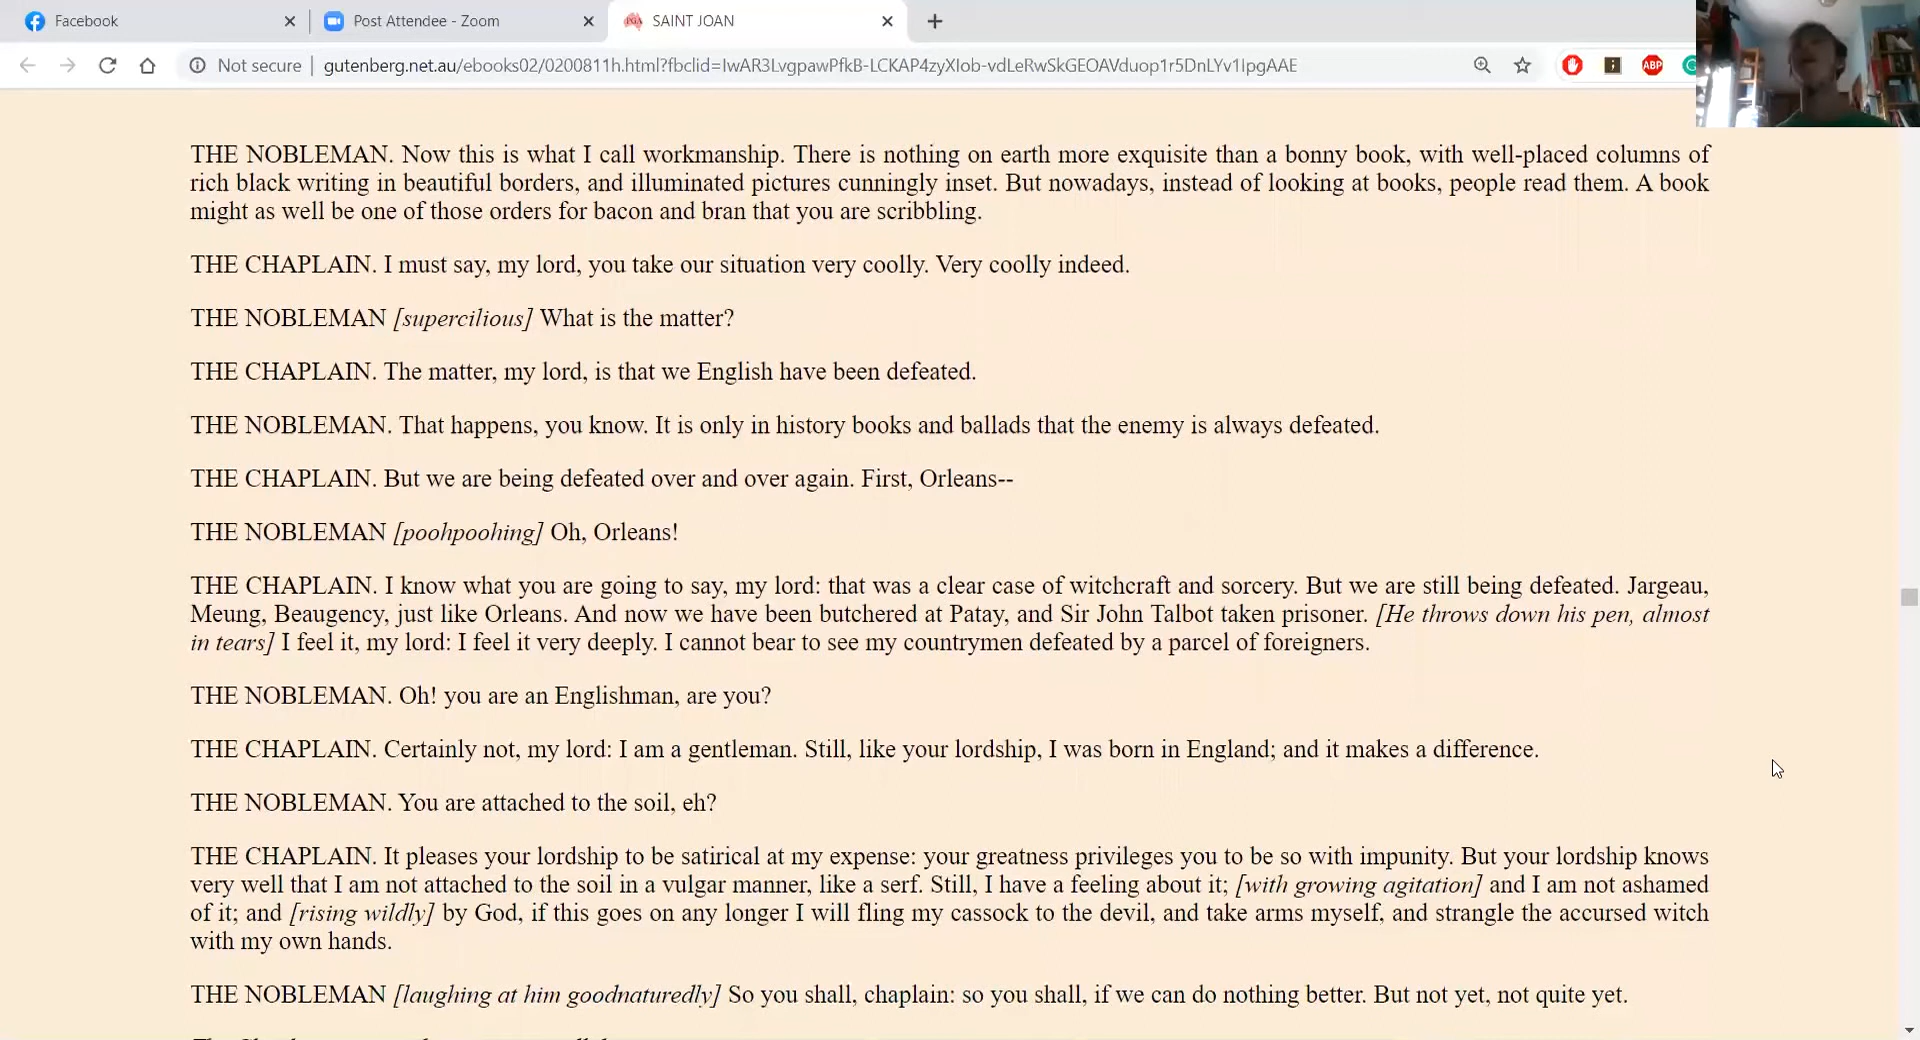 Facebook
Post Attendee - Zoom
SAINT JOAN
Not secure | gutenberg.net.au/ebooks02/0200811h.html?fbclid=IwAR3LvgpawPfkB-LCKAP4zyXIob-vdLeRwSkGEOAVduop1r5DnLYv1IpgAAE
ABP
THE NOBLEMAN. Now this is what I call workmanship. There is nothing on earth more exquisite than a bonny book, with well-placed columns of
rich black writing in beautiful borders, and illuminated pictures cunningly inset. But nowadays, instead of looking at books, people read them. A book
might as well be one of those orders for bacon and bran that you are scribbling.
THE CHAPLAIN. I must say, my lord, you take our situation very coolly. Very coolly indeed.
THE NOBLEMAN [supercilious] What is the matter?
THE CHAPLAIN. The matter, my lord, is that we English have been defeated.
THE NOBLEMAN. That happens, you know. It is only in history books and ballads that the enemy is always defeated.
THE CHAPLAIN. But we are being defeated over and over again. First, Orleans--
THE NOBLEMAN [poohpoohing] Oh, Orleans!
THE CHAPLAIN. I know what you are going to say, my lord: that was a clear case of witchcraft and sorcery. But we are still being defeated. Jargeau,
Meung, Beaugency, just like Orleans. And now we have been butchered at Patay, and Sir John Talbot taken prisoner. [He throws down his pen, almost
in tears] I feel it, my lord: I feel it very deeply. I cannot bear to see my countrymen defeated by a parcel of foreigners.
THE NOBLEMAN. Oh! you are an Englishman, are you?
THE CHAPLAIN. Certainly not, my lord: I am a gentleman. Still, like your lordship, I was born in England; and it makes a difference.
THE NOBLEMAN. You are attached to the soil, eh?
THE CHAPLAIN. It pleases your lordship to be satirical at my expense: your greatness privileges you to be so with impunity. But your lordship knows
very well that I am not attached to the soil in a vulgar manner, like a serf. Still, I have a feeling about it; [with growing agitation] and I am not ashamed
of it; and [rising wildly] by God, if this goes on any longer I will fling my cassock to the devil, and take arms myself, and strangle the accursed witch
with my own hands.
THE NOBLEMAN [laughing at him goodnaturedly] So you shall, chaplain: so you shall, if we can do nothing better. But not yet, not quite yet.